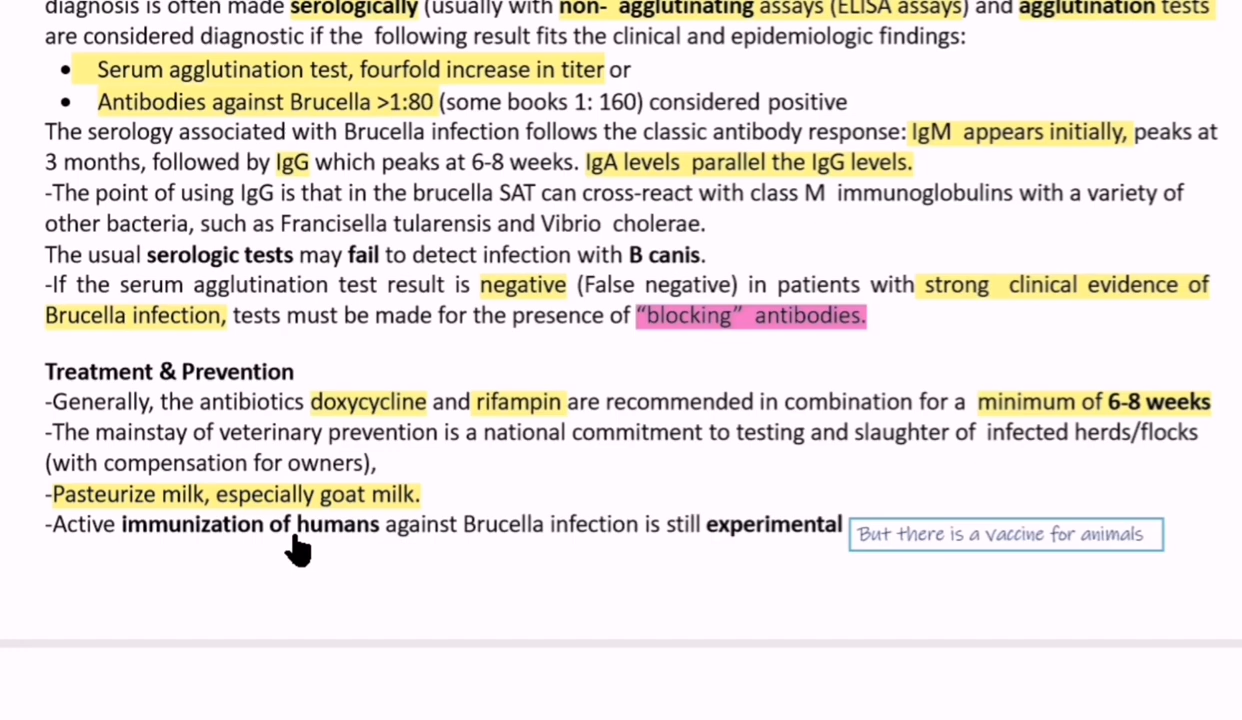 diagnosis is often made serologically (usually with non- agglutinating assays (ELISA assays) and agglutination tests
are considered diagnostic if the following result fits the clinical and epidemiologic findings:
• Serum agglutination test, fourfold increase in titer or
• Antibodies against Brucella >1:80 (some books 1: 160) considered positive
The serology associated with Brucella infection follows the classic antibody response: IgM appears initially, peaks at
3 months, followed by IgG which peaks at 6-8 weeks. IgA levels parallel the IgG levels.
-The point of using IgG is that in the brucella SAT can cross-react with class M immunoglobulins with a variety of
other bacteria, such as Francisella tularensis and Vibrio cholerae.
The usual serologic tests may fail to detect infection with B canis.
-If the serum agglutination test result is negative (False negative) in patients with strong clinical evidence of
Brucella infection, tests must be made for the presence of “blocking” antibodies.
Treatment & Prevention
-Generally, the antibiotics doxycycline and rifampin are recommended in combination for a minimum of 6-8 weeks
-The mainstay of veterinary prevention is a national commitment to testing and slaughter of infected herds/flocks
(with compensation for owners),
-Pasteurize milk, especially goat milk.
-Active immunization of humans against Brucella infection is still experimental But there is a vaccine for animals